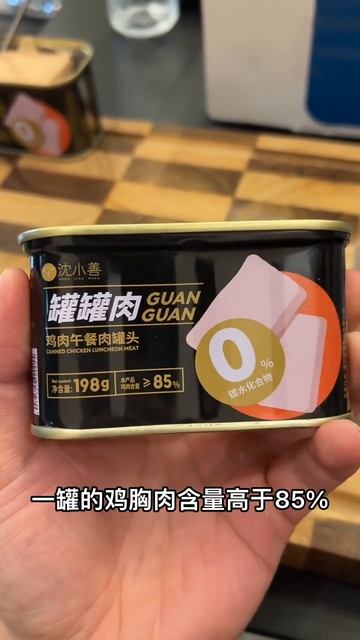 沈小善
罐罐肉 GUAN
GUAN
鸡肉午餐肉罐头
CANNED CHICKEN LUNCHEON MEAT
Net content
净含量: 198g
本产品
鸡肉含量 ≥85%
0%
碳水化合物
一罐的鸡胸肉含量高于85%